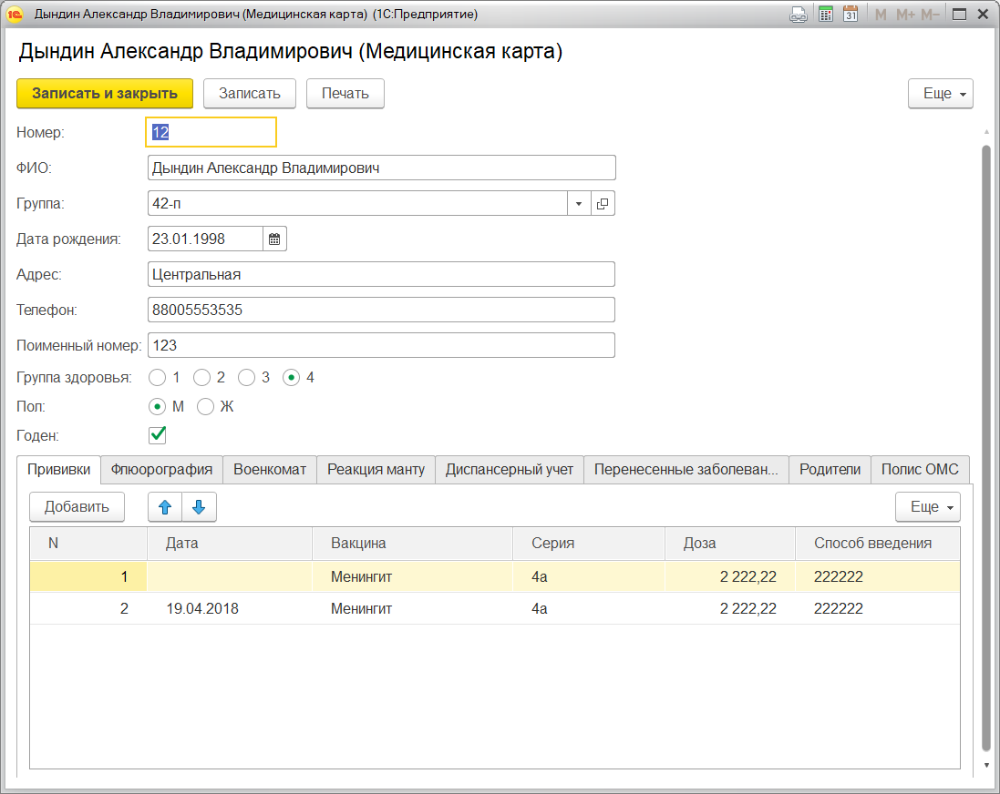 Дындин Александр Владимирович (Медицинская карта) (1С:Предприятие) 31 M M+ M-
Дындин Александр Владимирович (Медицинская карта)
Записать и закрыть Записать Печать Еще
Номер: 12
ФИО: Дындин Александр Владимирович
Группа: 42-п
Дата рождения: 23.01.1998
Адрес: Центральная
Телефон: 88005553535
Поименный номер: 123
Группа здоровья: 1 2 3 4
Пол: М Ж
Годен:
Прививки Флюорография Военкомат Реакция манту Диспансерный учет Перенесенные заболеван... Родители Полис ОМС
Добавить Еще
N Дата Вакцина Серия Доза Способ введения
1 Менингит 4а 2 222,22 222222
2 19.04.2018 Менингит 4а 2 222,22 222222